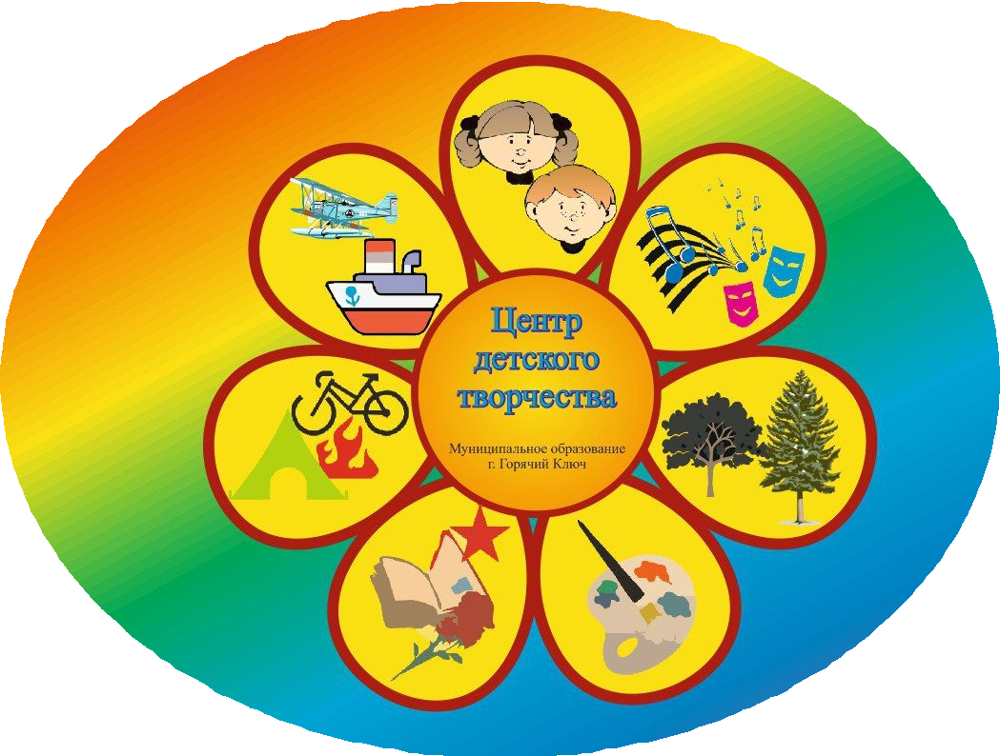 Центр
детского
творчества
Муниципальное образование
г. Горячий Ключ